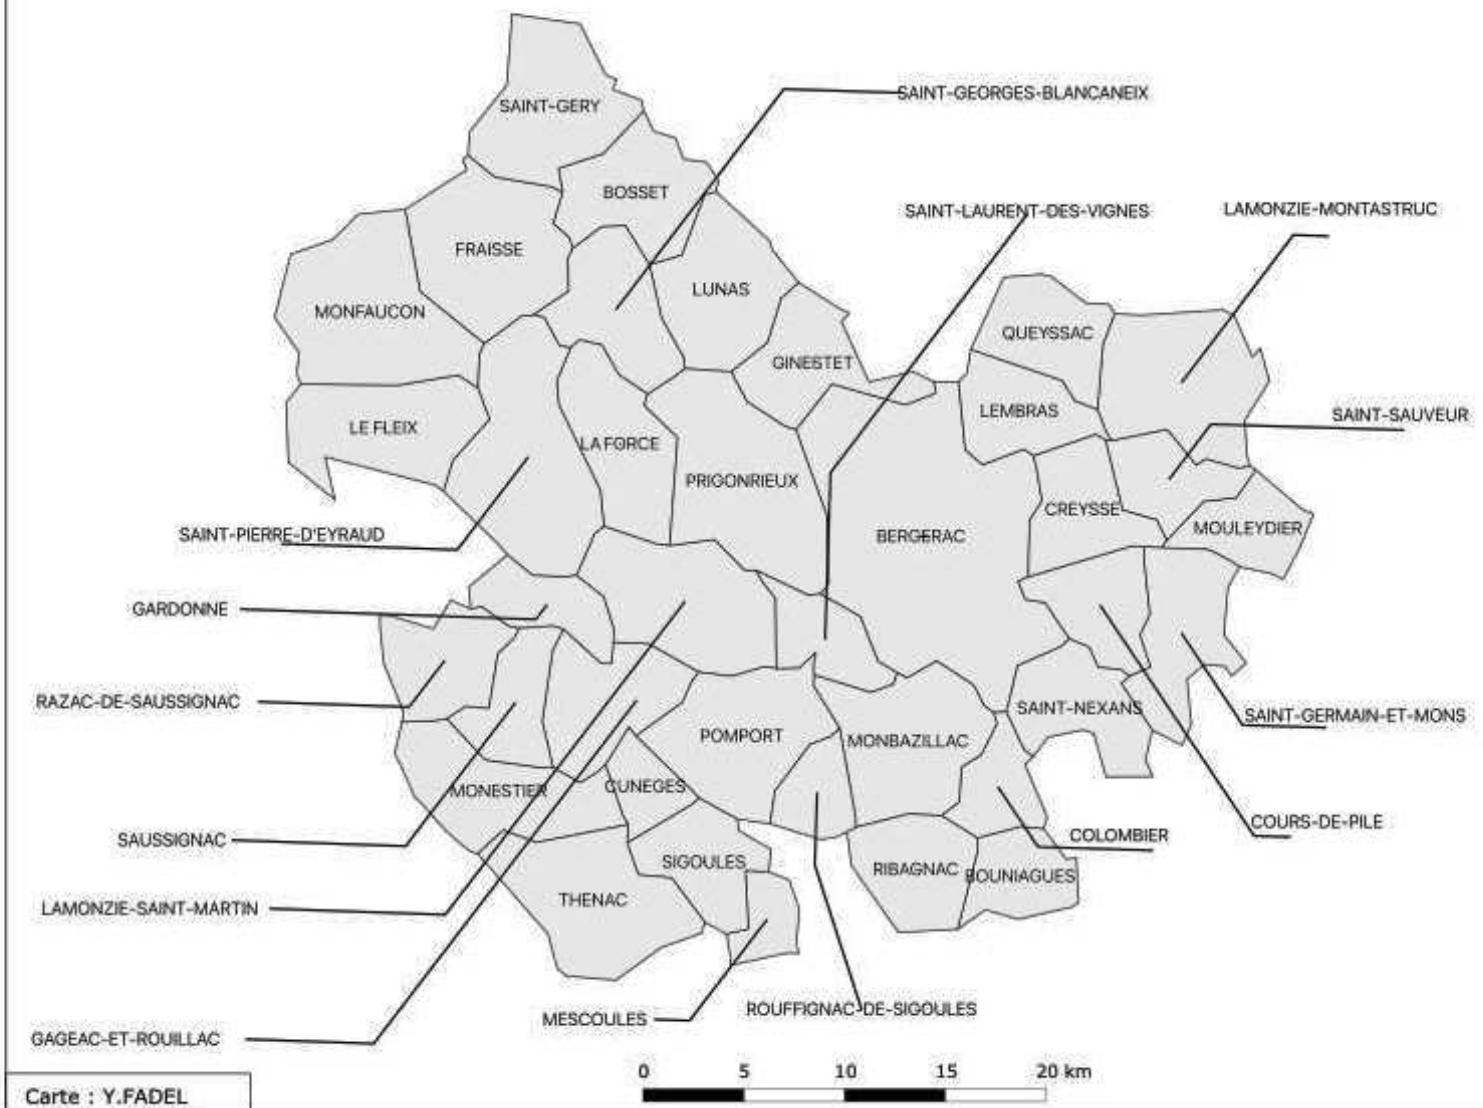 SAINT-GEORGES-BLANCANEIX
SAINT-GERY
BOSSET
SAINT-LAURENT-DES-VIGNES
LAMONZIE-MONTASTRUC
FRAISSE
LUNAS
MONFAUCON
QUEYSSAC
GINESTET
LEMBRAS
SAINT-SAUVEUR
LE FLEIX
LA FORCE
PRIGONRIEUX
CREYSSE
MOULEYDIER
SAINT-PIERRE-D'EYRAUD
BERGERAC
GARDONNE
RAZAC-DE-SAUSSIGNAC
SAINT-NEXANS
SAINT-GERMAIN-ET-MONS
POMPORT
MONBAZILLAC
MONESTIER
CUNEGES
COURS-DE-PILE
SAUSSIGNAC
COLOMBIER
SIGOULES
RIBAGNAC
BOUNIAGUES
THENAC
LAMONZIE-SAINT-MARTIN
ROUFFIGNAC-DE-SIGOULES
MESCOULES
GAGEAC-ET-ROUILLAC
0 5 10 15 20 km
Carte : Y.FADEL